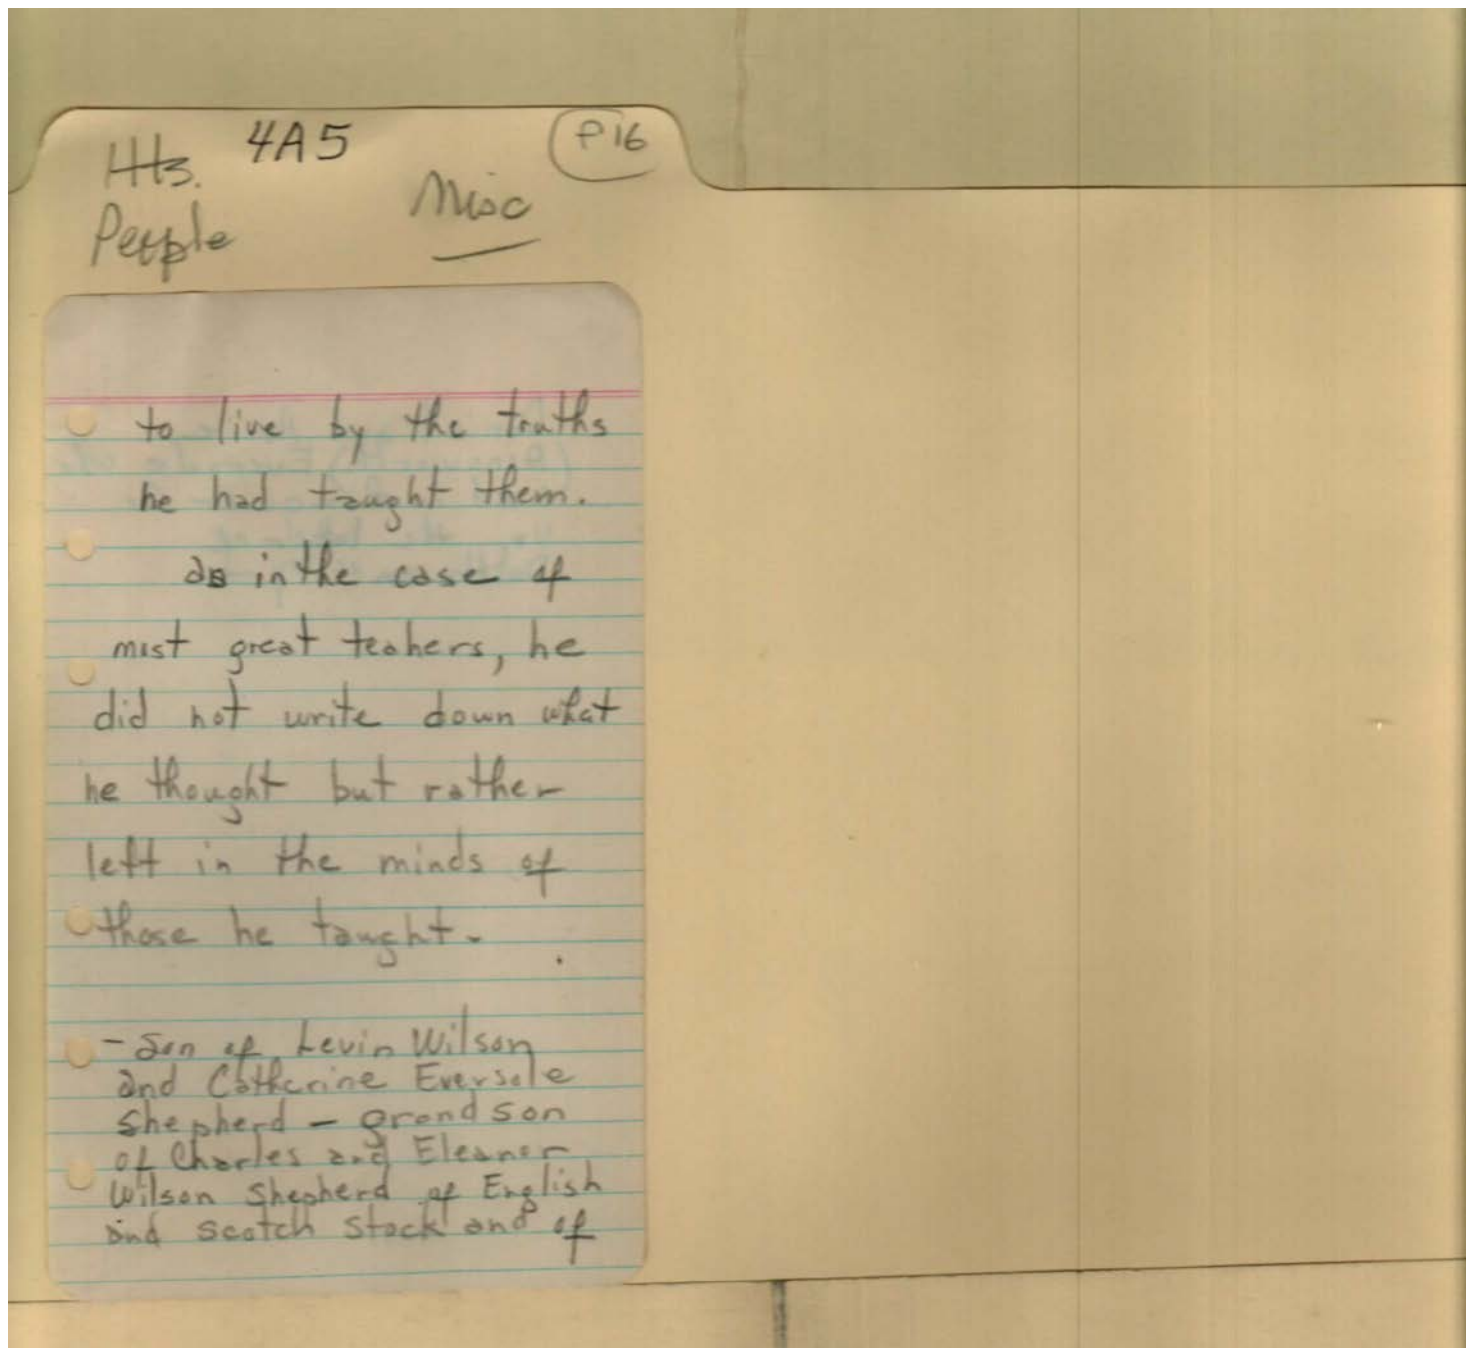 4A5
P16
Hts.
Misc
People
to live by the truths
he had taught them.
as in the case of
most great teahers, he
did not write down what
he thought but rather
left in the minds of
those he taught.
- Son of Levin Wilson
and Catherine Eversole
Shepherd - grandson
of Charles and Eleanor
Wilson Shepherd of English
and Scotch Stock and of